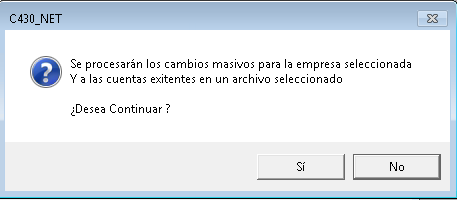 C430_NET
Se procesarán los cambios masivos para la empresa seleccionada
Y a las cuentas exitentes en un archivo seleccionado
¿Desea Continuar ?
Sí
No